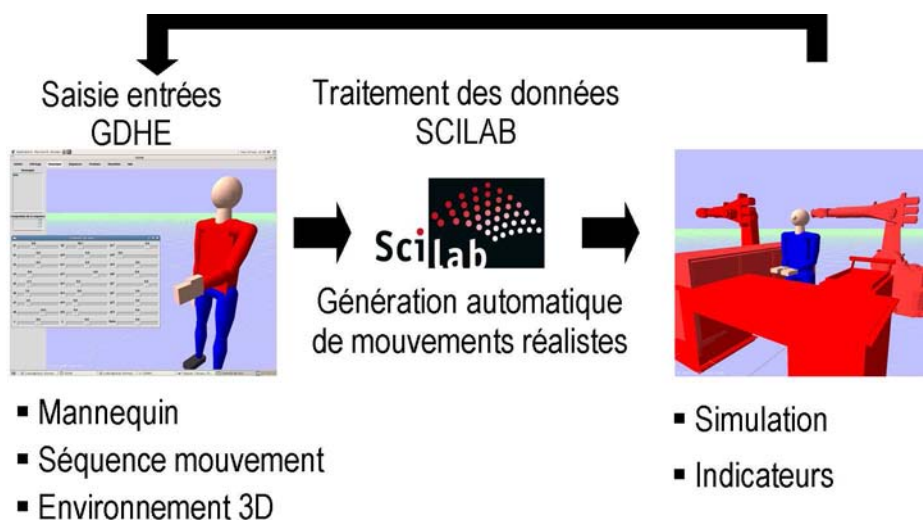 Saisie entrées
GDHE
Traitement des données
SCILAB
Scilab
Génération automatique
de mouvements réalistes
▪ Mannequin
▪ Séquence mouvement
▪ Environnement 3D
▪ Simulation
▪ Indicateurs